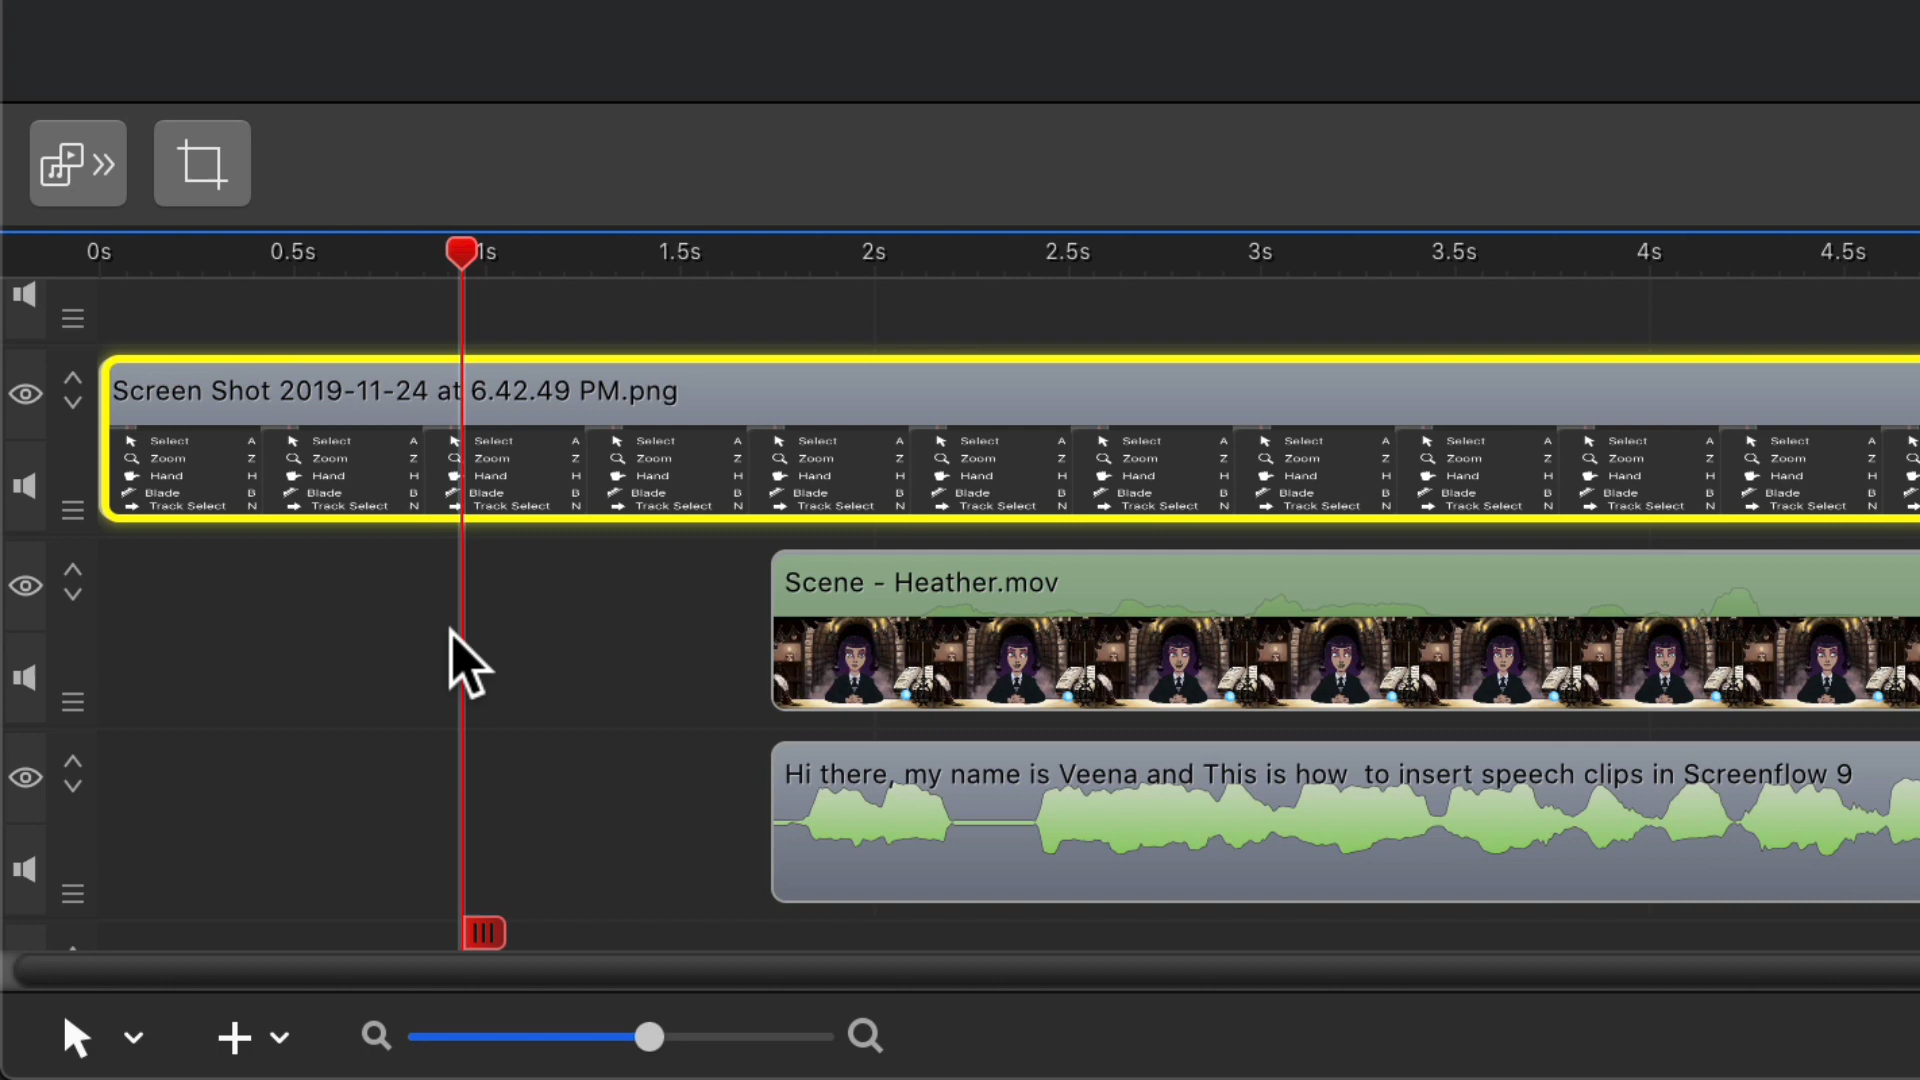 0s 0.5s 1s 1.5s 2s 2.5s 3s 3.5s 4s 4.5s
Screen Shot 2019-11-24 at 6.42.49 PM.png
Select A Select A Select A Select A Select A Select A Select A Select A Select A Select A Select A
Zoom Z Zoom Z Zoom Z Zoom Z Zoom Z Zoom Z Zoom Z Zoom Z Zoom Z Zoom Z Zoom Z
Hand H Hand H Hand H Hand H Hand H Hand H Hand H Hand H Hand H Hand H Hand H
Blade B Blade B Blade B Blade B Blade B Blade B Blade B Blade B Blade B Blade B Blade B
Track Select N Track Select N Track Select N Track Select N Track Select N Track Select N Track Select N Track Select N Track Select N Track Select N Track Select N
Scene - Heather.mov
Hi there, my name is Veena and This is how  to insert speech clips in Screenflow 9